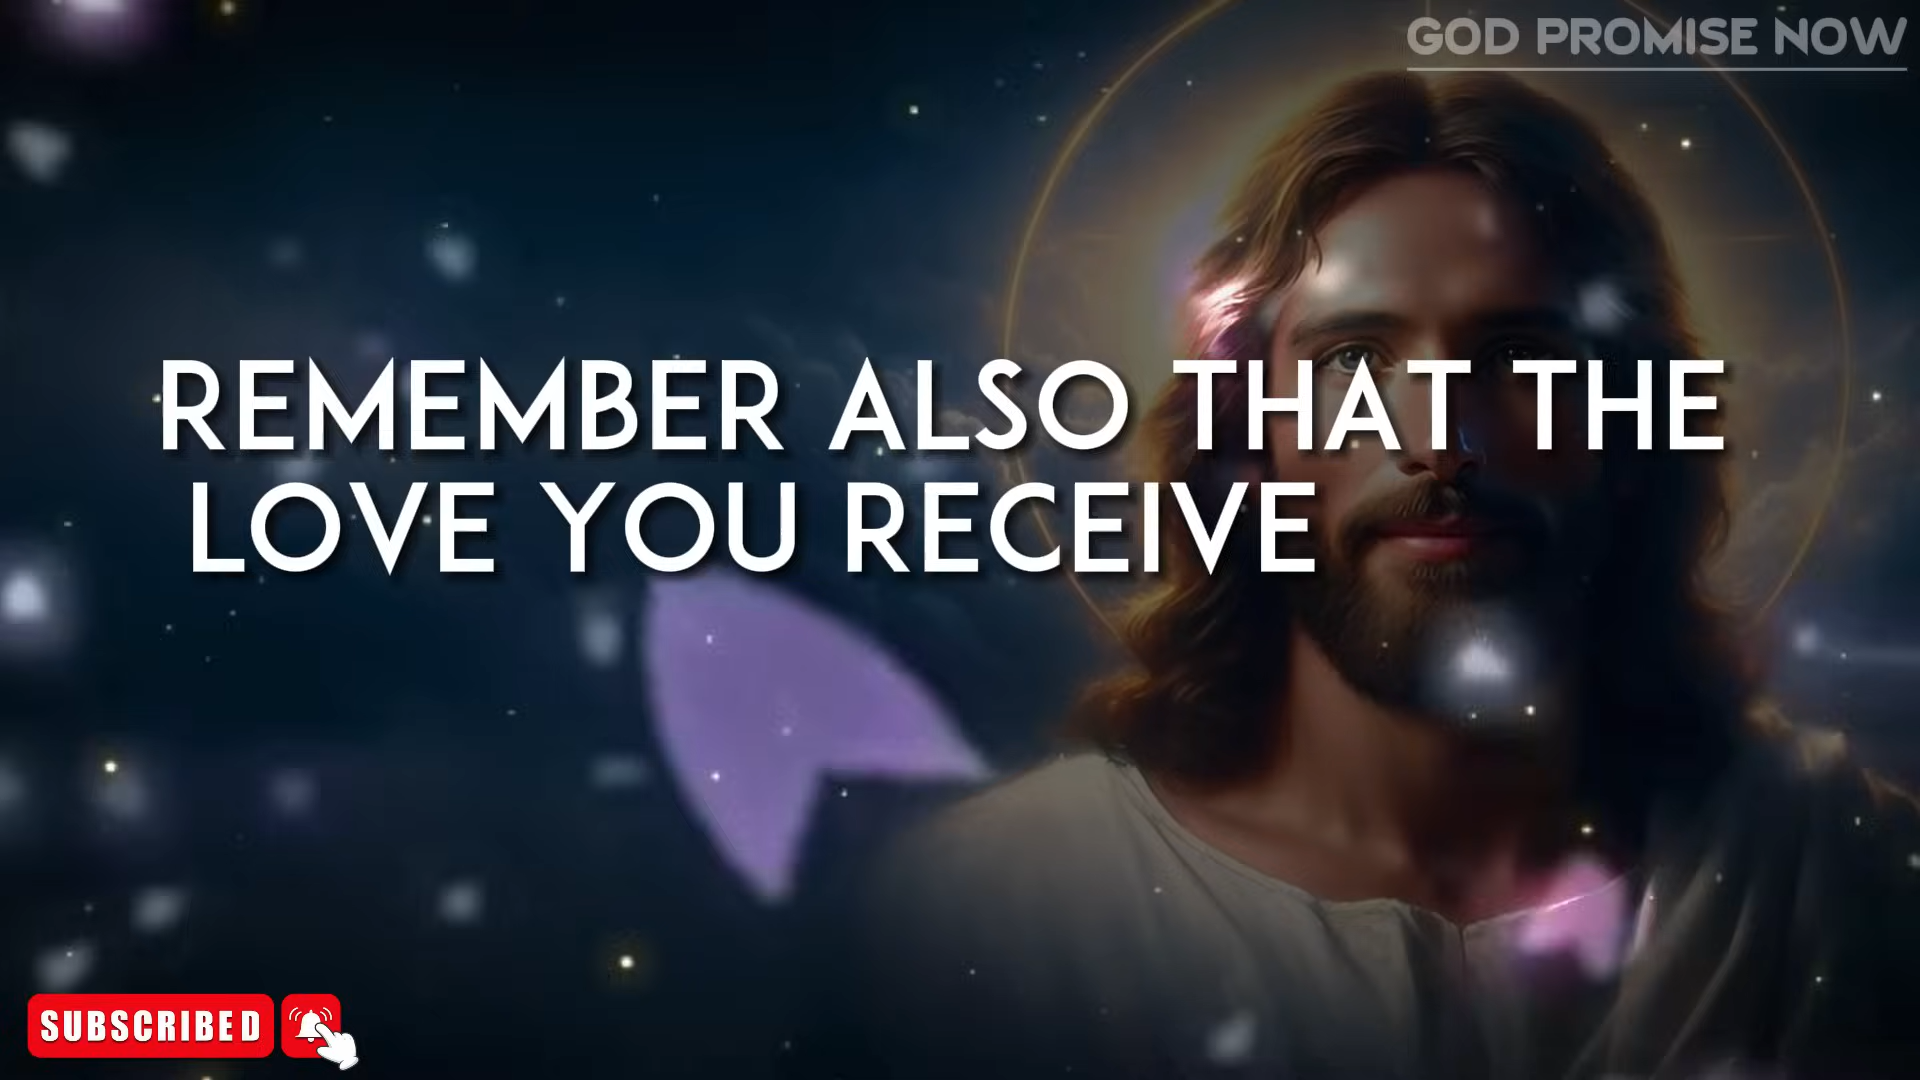 GOD PROMISE NOW
REMEMBER ALSO THAT THE
LOVE YOU RECEIVE
SUBSCRIBED